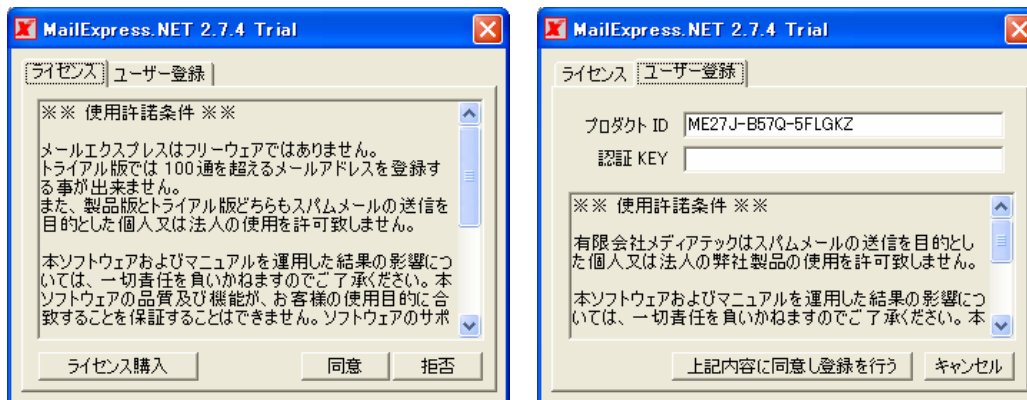 MailExpress.NET 2.7.4 Trial
ライセンス ユーザー登録
※※ 使用許諾条件 ※※
メールエクスプレスはフリーウェアではありません。
トライアル版では 100通を超えるメールアドレスを登録す
る事が出来ません。
また、製品版とトライアル版どちらもスパムメールの送信を
目的とした個人又は法人の使用を許可致しません。
本ソフトウェアおよびマニュアルを運用した結果の影響につ
いては、一切責任を負いかねますのでご了承ください。本
ソフトウェアの品質及び機能が、お客様の使用目的に合
致することを保証することはできません。ソフトウェアのサポ
ライセンス購入 同意 拒否
MailExpress.NET 2.7.4 Trial
ライセンス ユーザー登録
プロダクト ID ME27J-B57Q-5FLGKZ
認証 KEY
※※ 使用許諾条件 ※※
有限会社メディアテックはスパムメールの送信を目的とし
た個人又は法人の弊社製品の使用を許可致しません。
本ソフトウェアおよびマニュアルを運用した結果の影響につ
いては、一切責任を負いかねますのでご了承ください。本
上記内容に同意し登録を行う キャンセル